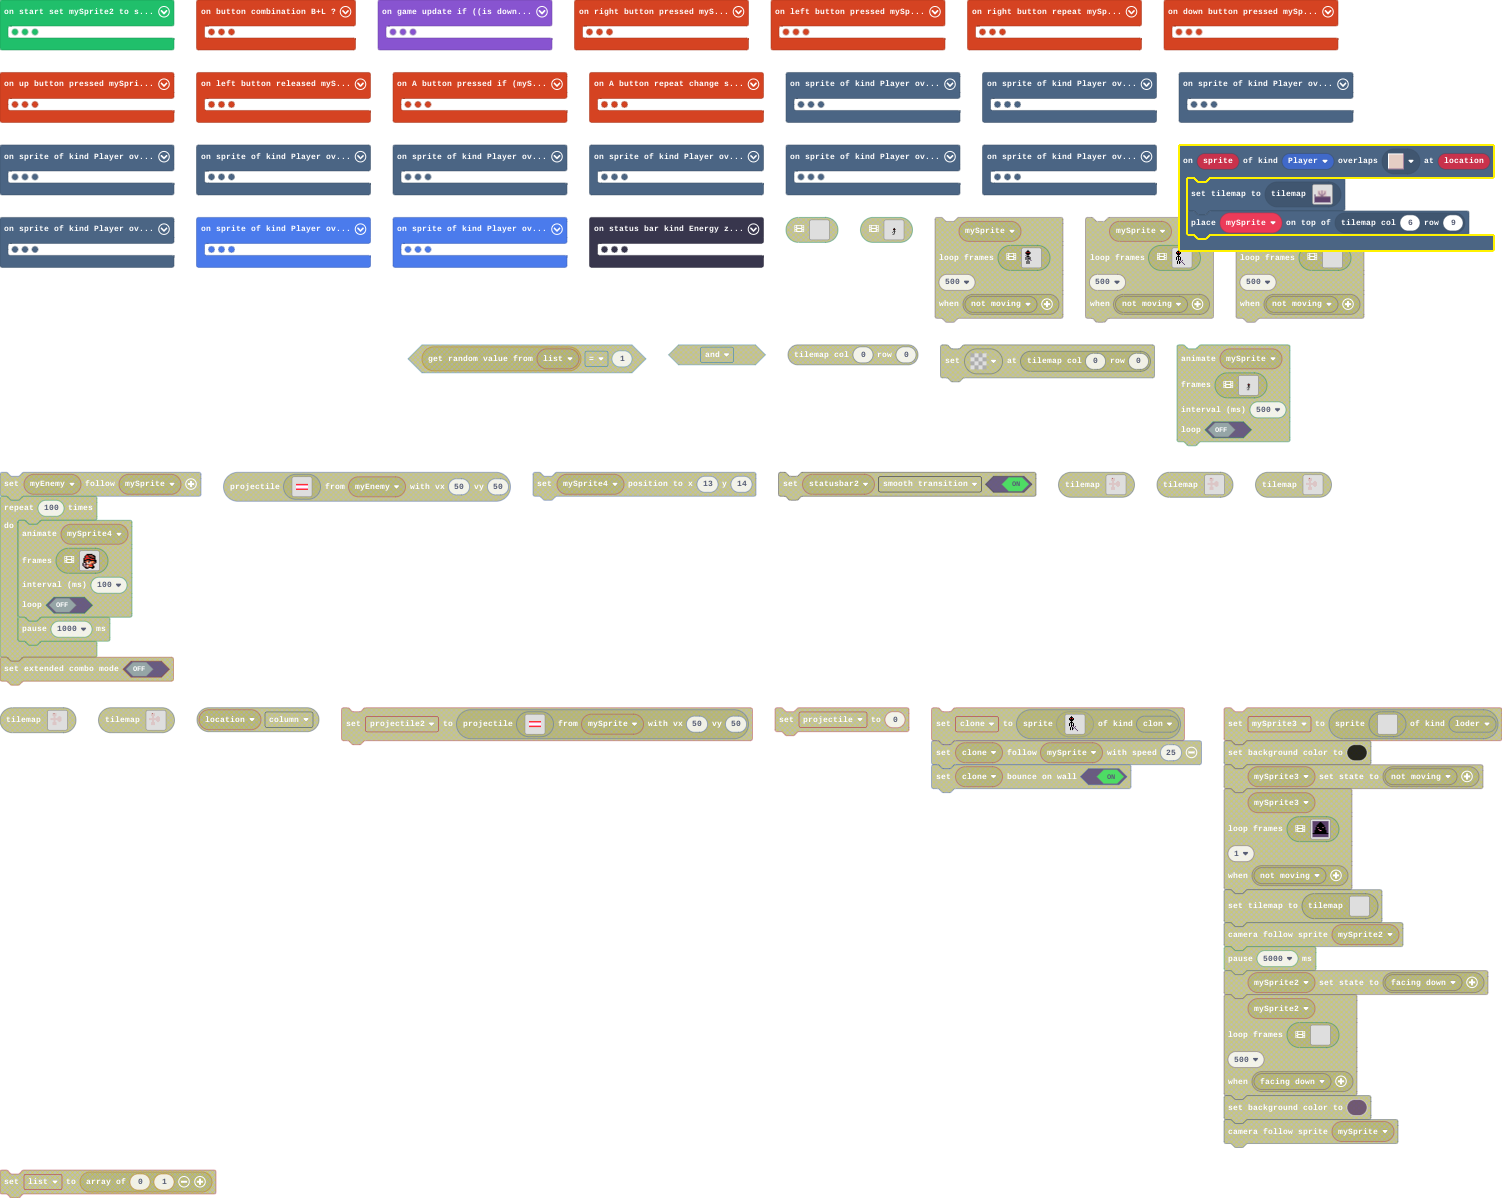 on start set mySprite2 to s...
on button combination B+L ?
on game update if ((is down...
on right button pressed myS...
on left button pressed mySp...
on right button repeat mySp...
on down button pressed mySp...
on up button pressed mySpri...
on left button released myS...
on A button pressed if (myS...
on A button repeat change s...
on sprite of kind Player ov...
on sprite of kind Player ov...
on sprite of kind Player ov...
on sprite of kind Player ov...
on sprite of kind Player ov...
on sprite of kind Player ov...
on sprite of kind Player ov...
on sprite of kind Player ov...
on sprite of kind Player ov...
on sprite of kind Player overlaps at location
set tilemap to tilemap
place mySprite on top of tilemap col 6 row 9
on sprite of kind Player ov...
on sprite of kind Player ov...
on sprite of kind Player ov...
on status bar kind Energy z...
mySprite
loop frames
500
when not moving
mySprite
loop frames
500
when not moving
loop frames
500
when not moving
get random value from list = 1
and
tilemap col 0 row 0
set at tilemap col 0 row 0
animate mySprite
frames
interval (ms) 500
loop OFF
set myEnemy follow mySprite
repeat 100 times
do
animate mySprite4
frames
interval (ms) 100
loop OFF
pause 1000 ms
set extended combo mode OFF
projectile from myEnemy with vx 50 vy 50
set mySprite4 position to x 13 y 14
set statusbar2 smooth transition ON
tilemap
tilemap
tilemap
tilemap
tilemap
location column
set projectile2 to projectile from mySprite with vx 50 vy 50
set projectile to 0
set clone to sprite of kind clon
set clone follow mySprite with speed 25
set clone bounce on wall ON
set mySprite3 to sprite of kind loder
set background color to
mySprite3 set state to not moving
mySprite3
loop frames
1
when not moving
set tilemap to tilemap
camera follow sprite mySprite2
pause 5000 ms
mySprite2 set state to facing down
mySprite2
loop frames
500
when facing down
set background color to
camera follow sprite mySprite
set list to array of 0 1